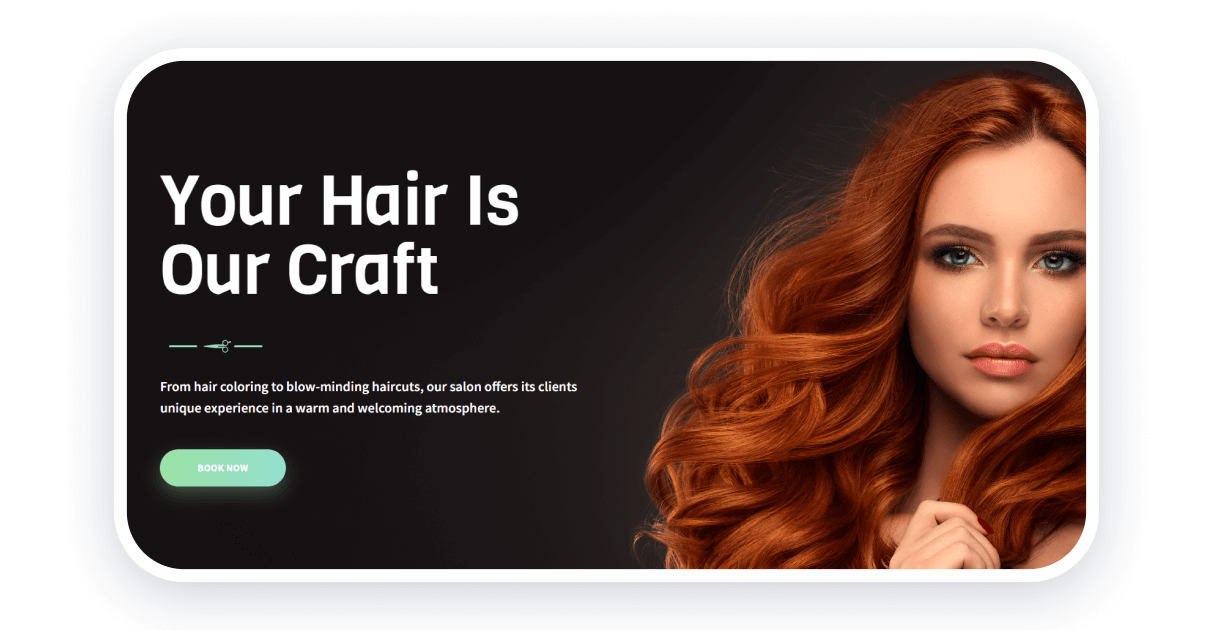 Your Hair Is
Our Craft
From hair coloring to blow-minding haircuts, our salon offers its clients
unique experience in a warm and welcoming atmosphere.
BOOK NOW